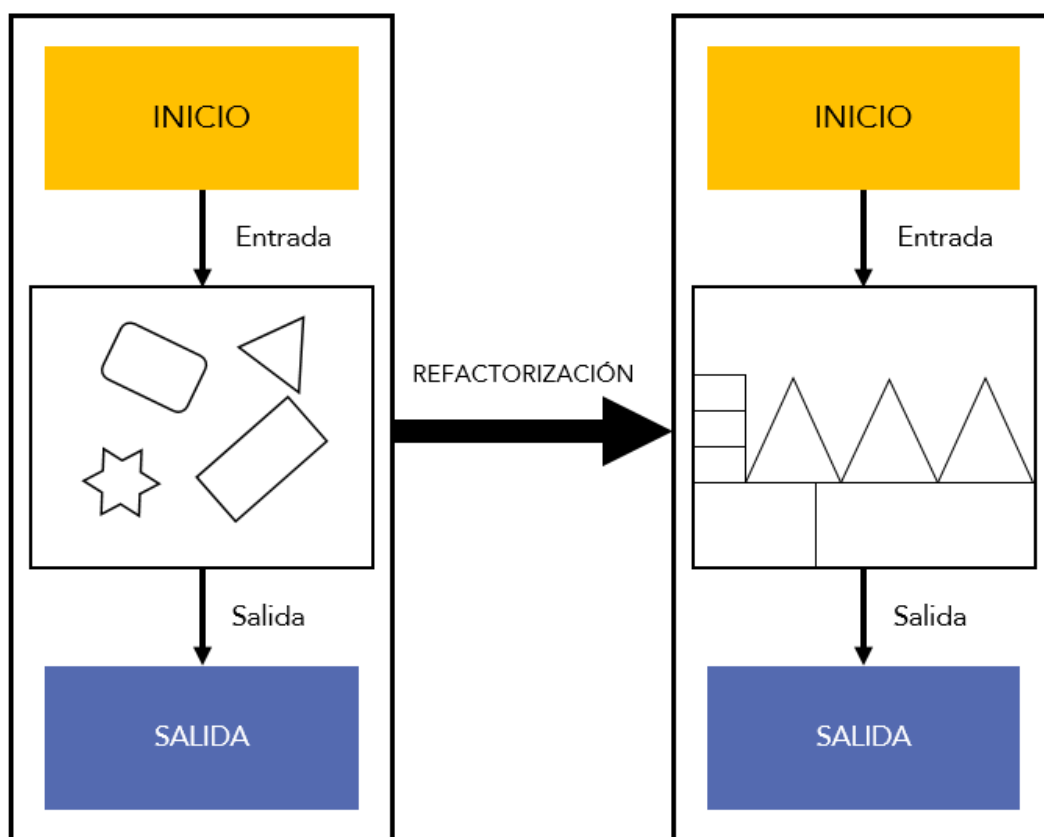 INICIO
Entrada
Salida
SALIDA
REFACTORIZACIÓN
INICIO
Entrada
Salida
SALIDA